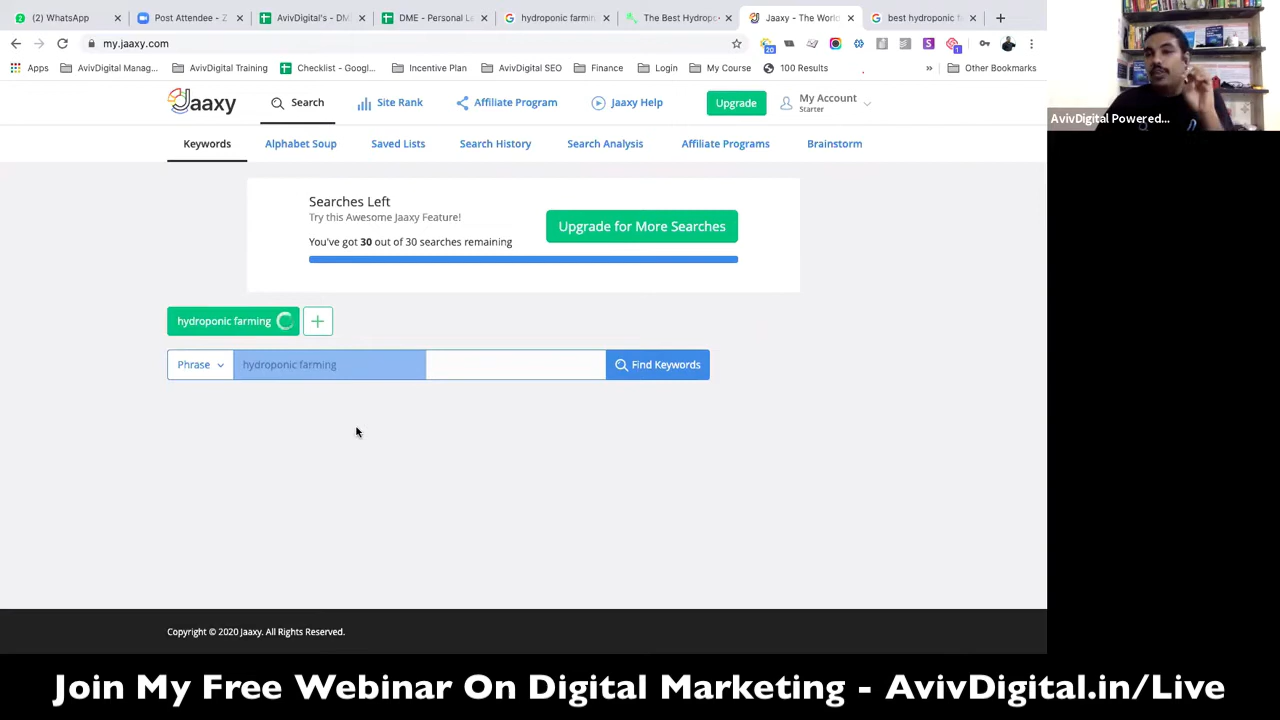 (2) WhatsApp
Post Attendee - Z
AvivDigital's - DM
DME - Personal Le
hydroponic farmin
The Best Hydropo
Jaaxy - The World
best hydroponic f
my.jaaxy.com
20
S
1
Apps
AvivDigital Manag...
AvivDigital Training
Checklist - Googl...
Incentive Plan
AvivDigital SEO
Finance
Login
My Course
100 Results
»
Other Bookmarks
Jaaxy
Search
Site Rank
Affiliate Program
Jaaxy Help
Upgrade
My Account
Starter
Keywords
Alphabet Soup
Saved Lists
Search History
Search Analysis
Affiliate Programs
Brainstorm
Searches Left
Try this Awesome Jaaxy Feature!
You've got 30 out of 30 searches remaining
Upgrade for More Searches
hydroponic farming
+
Phrase
hydroponic farming
Find Keywords
Copyright © 2020 Jaaxy. All Rights Reserved.
AvivDigital Powered...
Join My Free Webinar On Digital Marketing - AvivDigital.in/Live